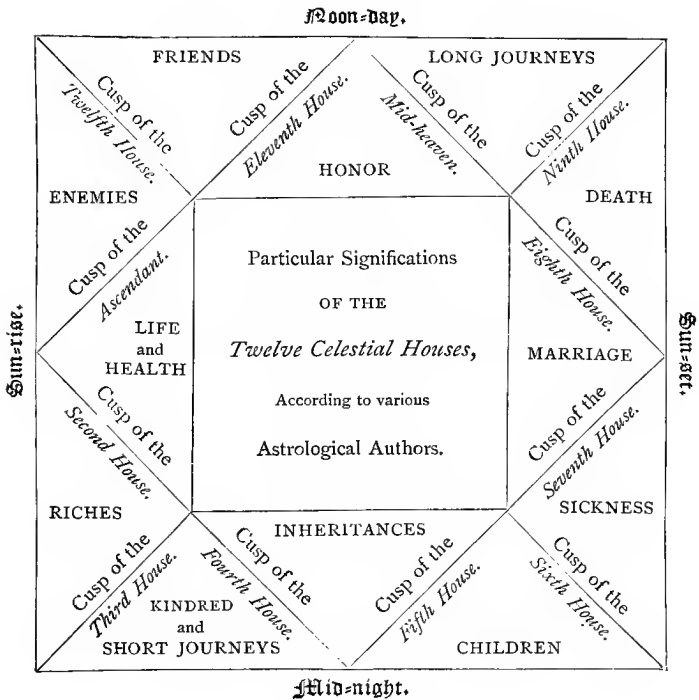 Noon=day.
FRIENDS
LONG JOURNEYS
Cusp of the
Twelfth House.
Cusp of the
Eleventh House.
Cusp of the
Mid-heaven.
Cusp of the
Ninth House.
HONOR
ENEMIES
DEATH
Cusp of the
Ascendant.
Cusp of the
Eighth House.
Particular Significations
OF THE
Twelve Celestial Houses,
According to various
Astrological Authors.
Sun=rise.
Sun=set.
LIFE
and
HEALTH
MARRIAGE
Cusp of the
Second House.
Cusp of the
Seventh House.
RICHES
SICKNESS
INHERITANCES
Cusp of the
Third House.
Cusp of the
Fourth House.
Cusp of the
Fifth House.
Cusp of the
Sixth House.
KINDRED
and
SHORT JOURNEYS
CHILDREN
Mid=night.